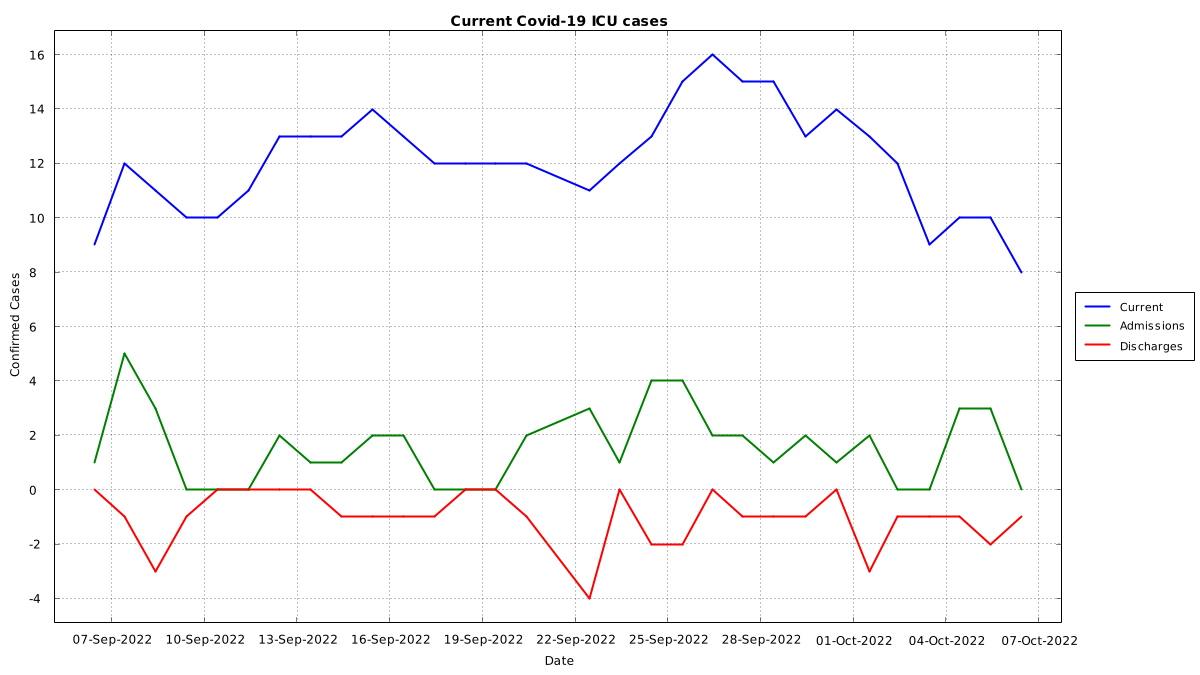 Current Covid-19 ICU cases
16
14
12
10
8
6
4
2
0
-2
-4
Confirmed Cases
07-Sep-2022 10-Sep-2022 13-Sep-2022 16-Sep-2022 19-Sep-2022 22-Sep-2022 25-Sep-2022 28-Sep-2022 01-Oct-2022 04-Oct-2022 07-Oct-2022
Date
Current
Admissions
Discharges